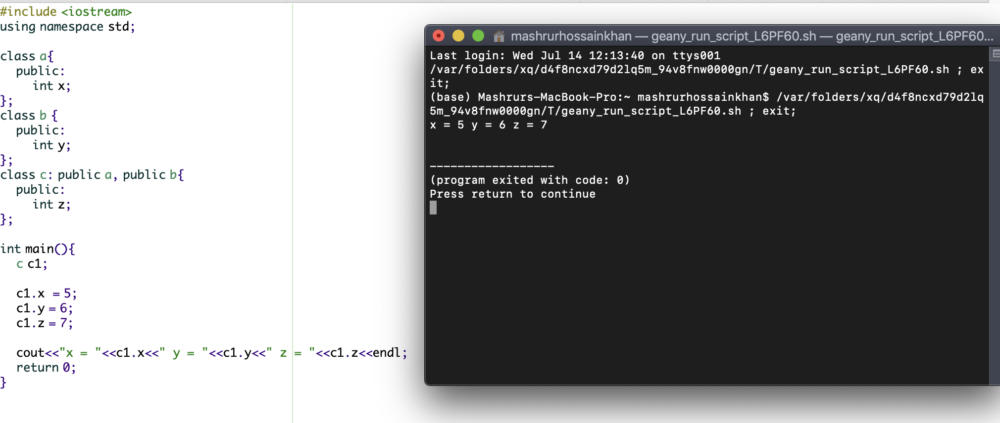 #include <iostream>
using namespace std;
class a{
public:
int x;
};
class b {
public:
int y;
};
class c: public a, public b{
public:
int z;
};
int main(){
c c1;
c1.x = 5;
c1.y = 6;
c1.z = 7;
cout<<"x = "<<c1.x<<" y = "<<c1.y<<" z = "<<c1.z<<endl;
return 0;
}
mashrurhossainkhan — geany_run_script_L6PF60.sh — geany_run_script_L6PF60...
Last login: Wed Jul 14 12:13:40 on ttys001
/var/folders/xq/d4f8ncxd79d2lq5m_94v8fnw0000gn/T/geany_run_script_L6PF60.sh ; ex
it;
(base) Mashrurs-MacBook-Pro:~ mashrurhossainkhan$ /var/folders/xq/d4f8ncxd79d2lq
5m_94v8fnw0000gn/T/geany_run_script_L6PF60.sh ; exit;
x = 5 y = 6 z = 7
------------------
(program exited with code: 0)
Press return to continue